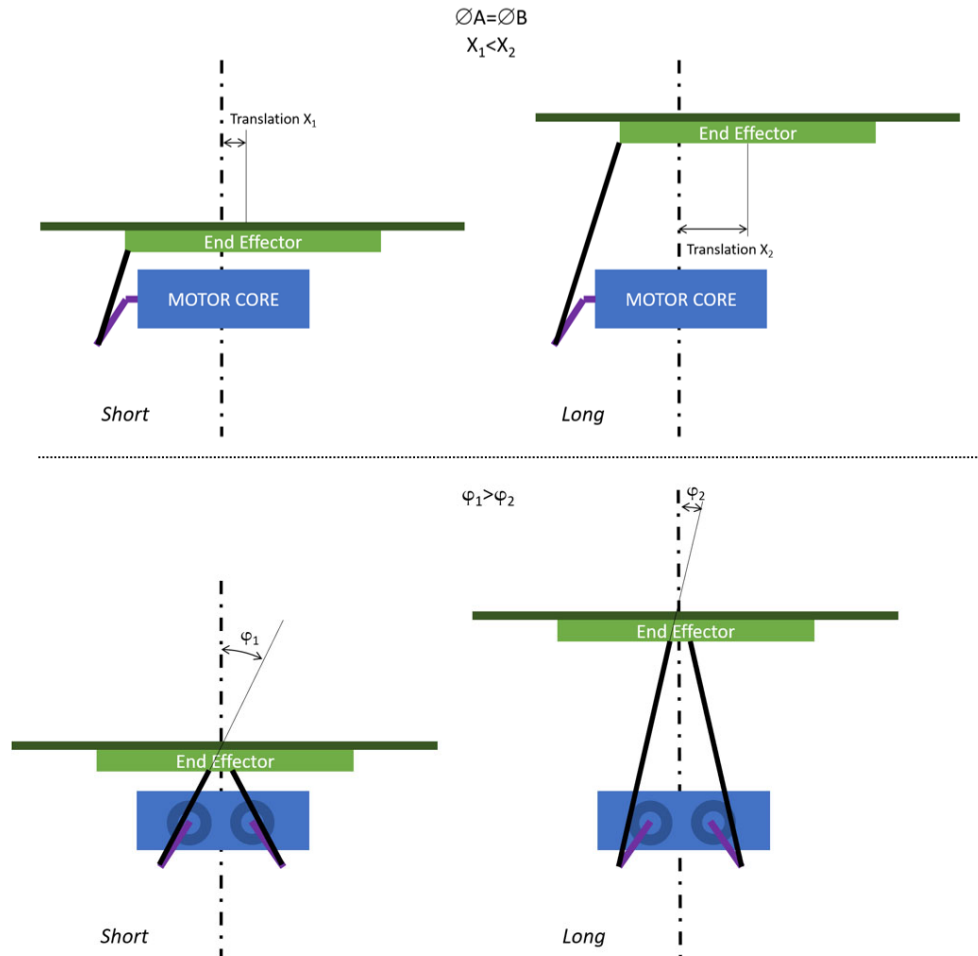 ∅A=∅B
X₁<X₂
Translation X₁
End Effector
MOTOR CORE
Short
End Effector
Translation X₂
MOTOR CORE
Long
φ₁>φ₂
φ₁
End Effector
Short
φ₂
End Effector
Long